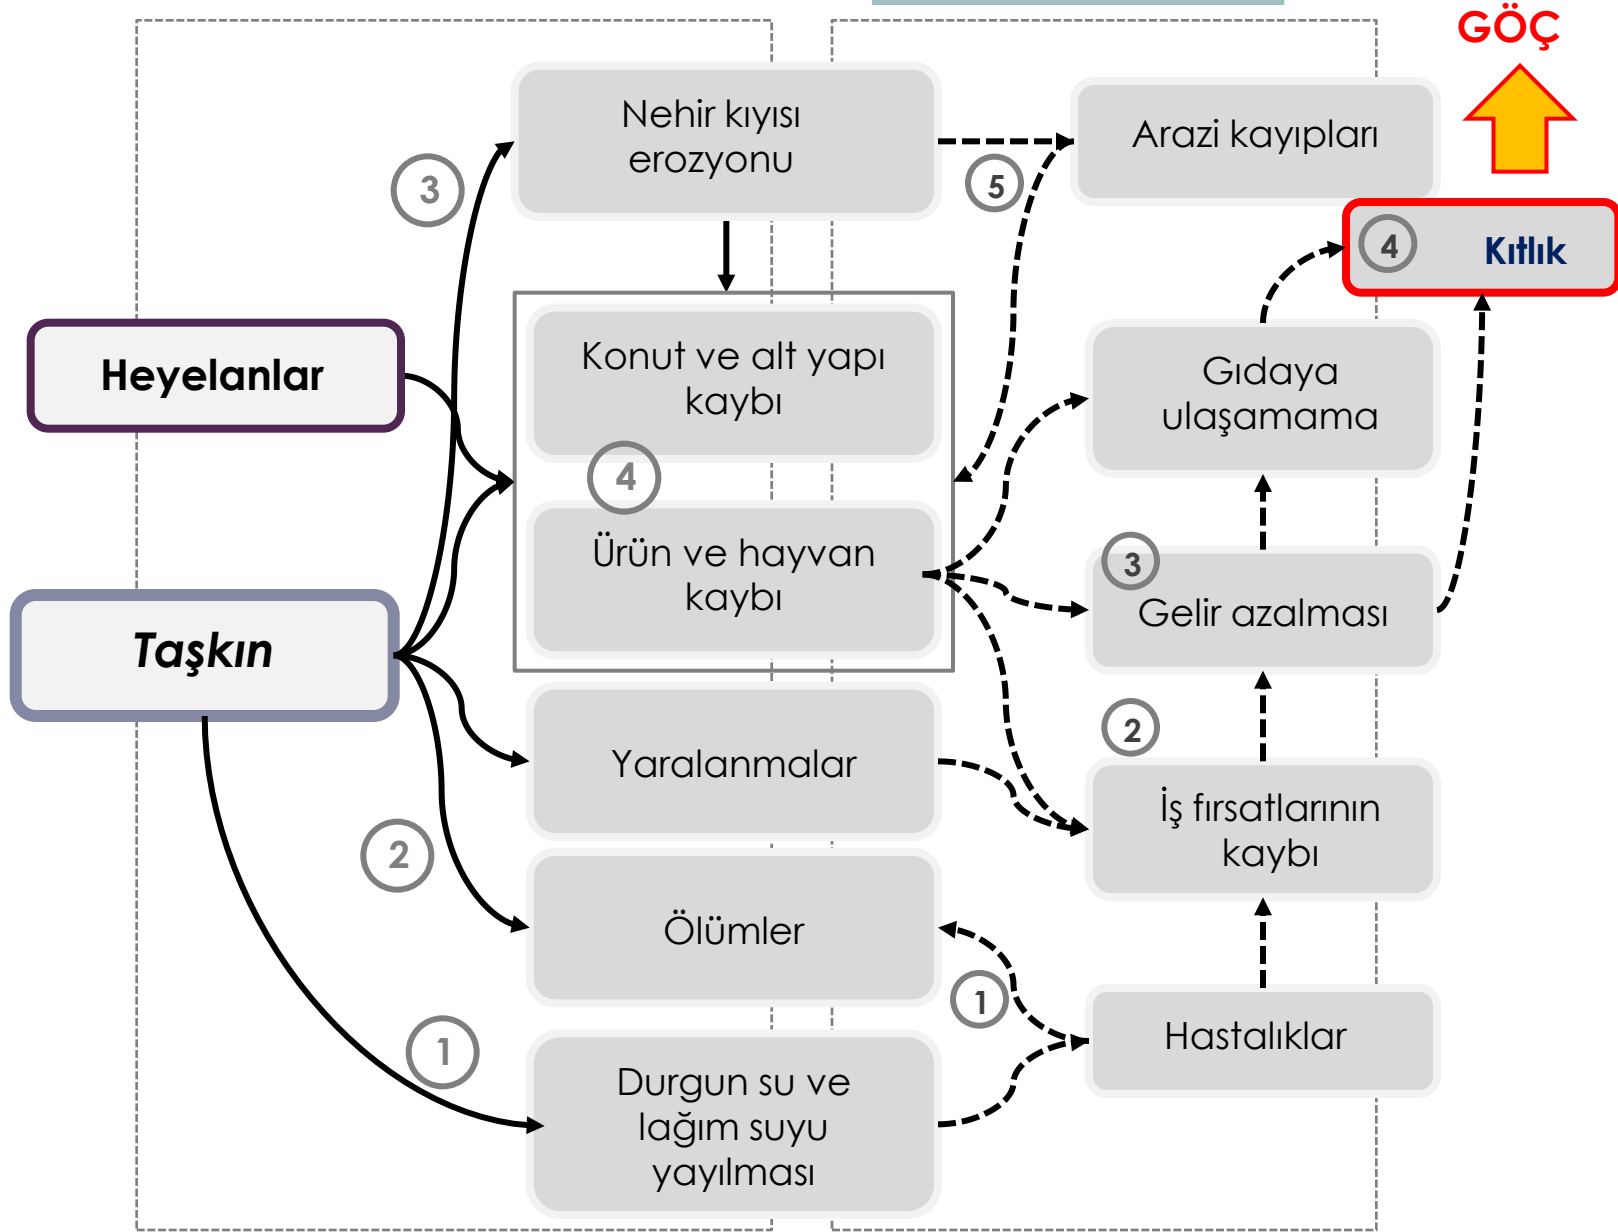 GÖÇ
Nehir kıyısı
erozyonu
Arazi kayıpları
3
5
4
Kıtlık
Heyelanlar
Konut ve alt yapı
kaybı
Gıdaya
ulaşamama
4
Ürün ve hayvan
kaybı
3
Gelir azalması
Taşkın
2
Yaralanmalar
İş fırsatlarının
kaybı
2
Ölümler
1
Hastalıklar
1
Durgun su ve
lağım suyu
yayılması